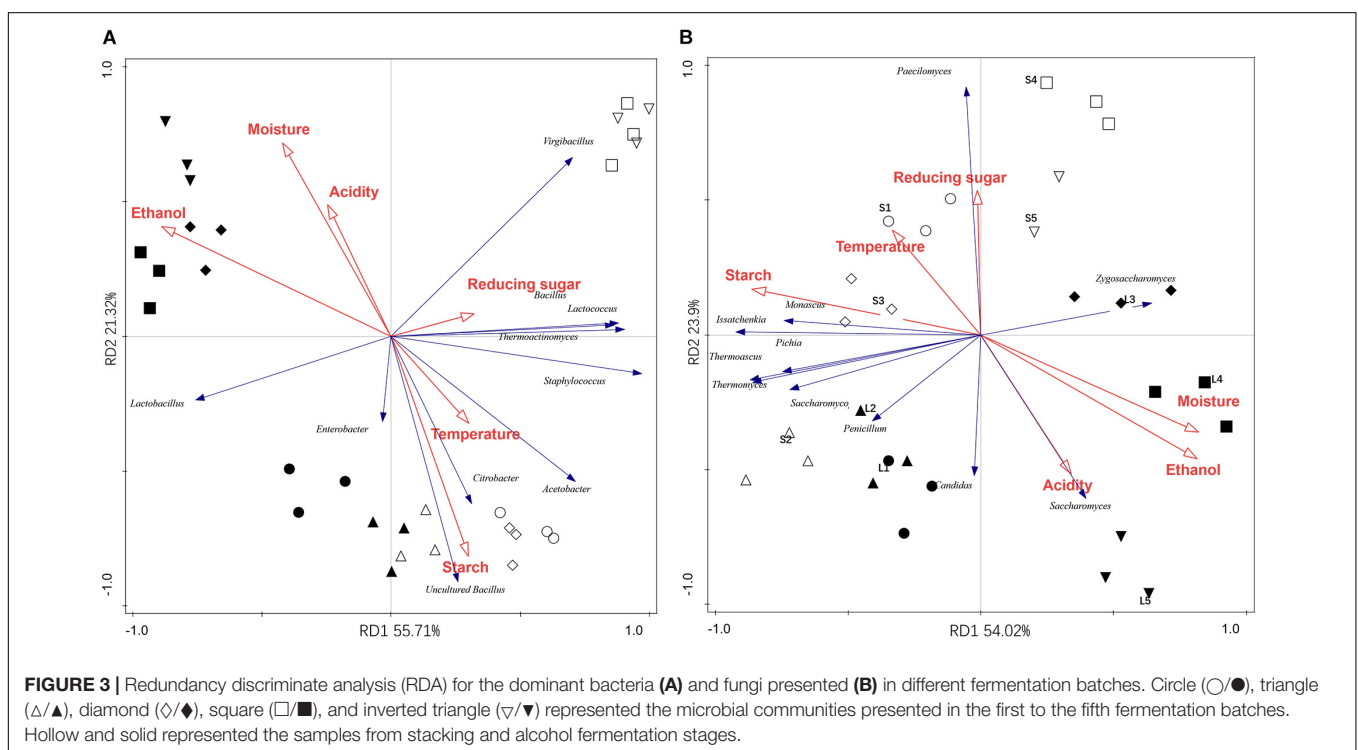 A
1.0
Moisture
Acidity
Ethanol
Virgibacillus
Reducing sugar
Bacillus
Lactococcus
Thermoactinomyces
Staphylococcus
Lactobacillus
Enterobacter
Temperature
Citrobacter
Acetobacter
Starch
Uncultured Bacillus
RD2 21.32%
-1.0
-1.0
RD1 55.71%
1.0
B
1.0
Paecilomyces
S4
Reducing sugar
S1
S5
Temperature
Starch
Zygosaccharomyces
L3
Monascus
S3
Issatchenkia
Pichia
Thermoascus
Thermomyces
Saccharomyco
L2
Penicillum
S2
L4
Moisture
Ethanol
L1
Candidas
Acidity
Saccharomyces
L5
RD2 23.9%
-1.0
-1.0
RD1 54.02%
1.0
FIGURE 3 | Redundancy discriminate analysis (RDA) for the dominant bacteria (A) and fungi presented (B) in different fermentation batches. Circle (○/●), triangle
(△/▲), diamond (◇/◆), square (□/■), and inverted triangle (▽/▼) represented the microbial communities presented in the first to the fifth fermentation batches.
Hollow and solid represented the samples from stacking and alcohol fermentation stages.